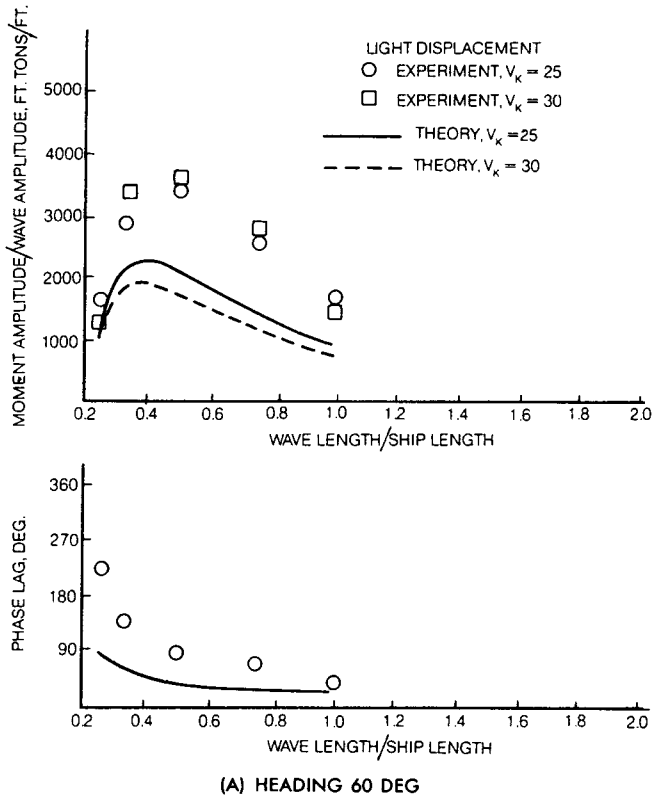 MOMENT AMPLITUDE/WAVE AMPLITUDE, FT. TONS/FT.
5000
4000
3000
2000
1000
LIGHT DISPLACEMENT
EXPERIMENT, VK = 25
EXPERIMENT, VK = 30
THEORY, VK = 25
THEORY, VK = 30
0.2 0.4 0.6 0.8 1.0 1.2 1.4 1.6 1.8 2.0
WAVE LENGTH/SHIP LENGTH
PHASE LAG, DEG.
360
270
180
90
0.2 0.4 0.6 0.8 1.0 1.2 1.4 1.6 1.8 2.0
WAVE LENGTH/SHIP LENGTH
(A) HEADING 60 DEG